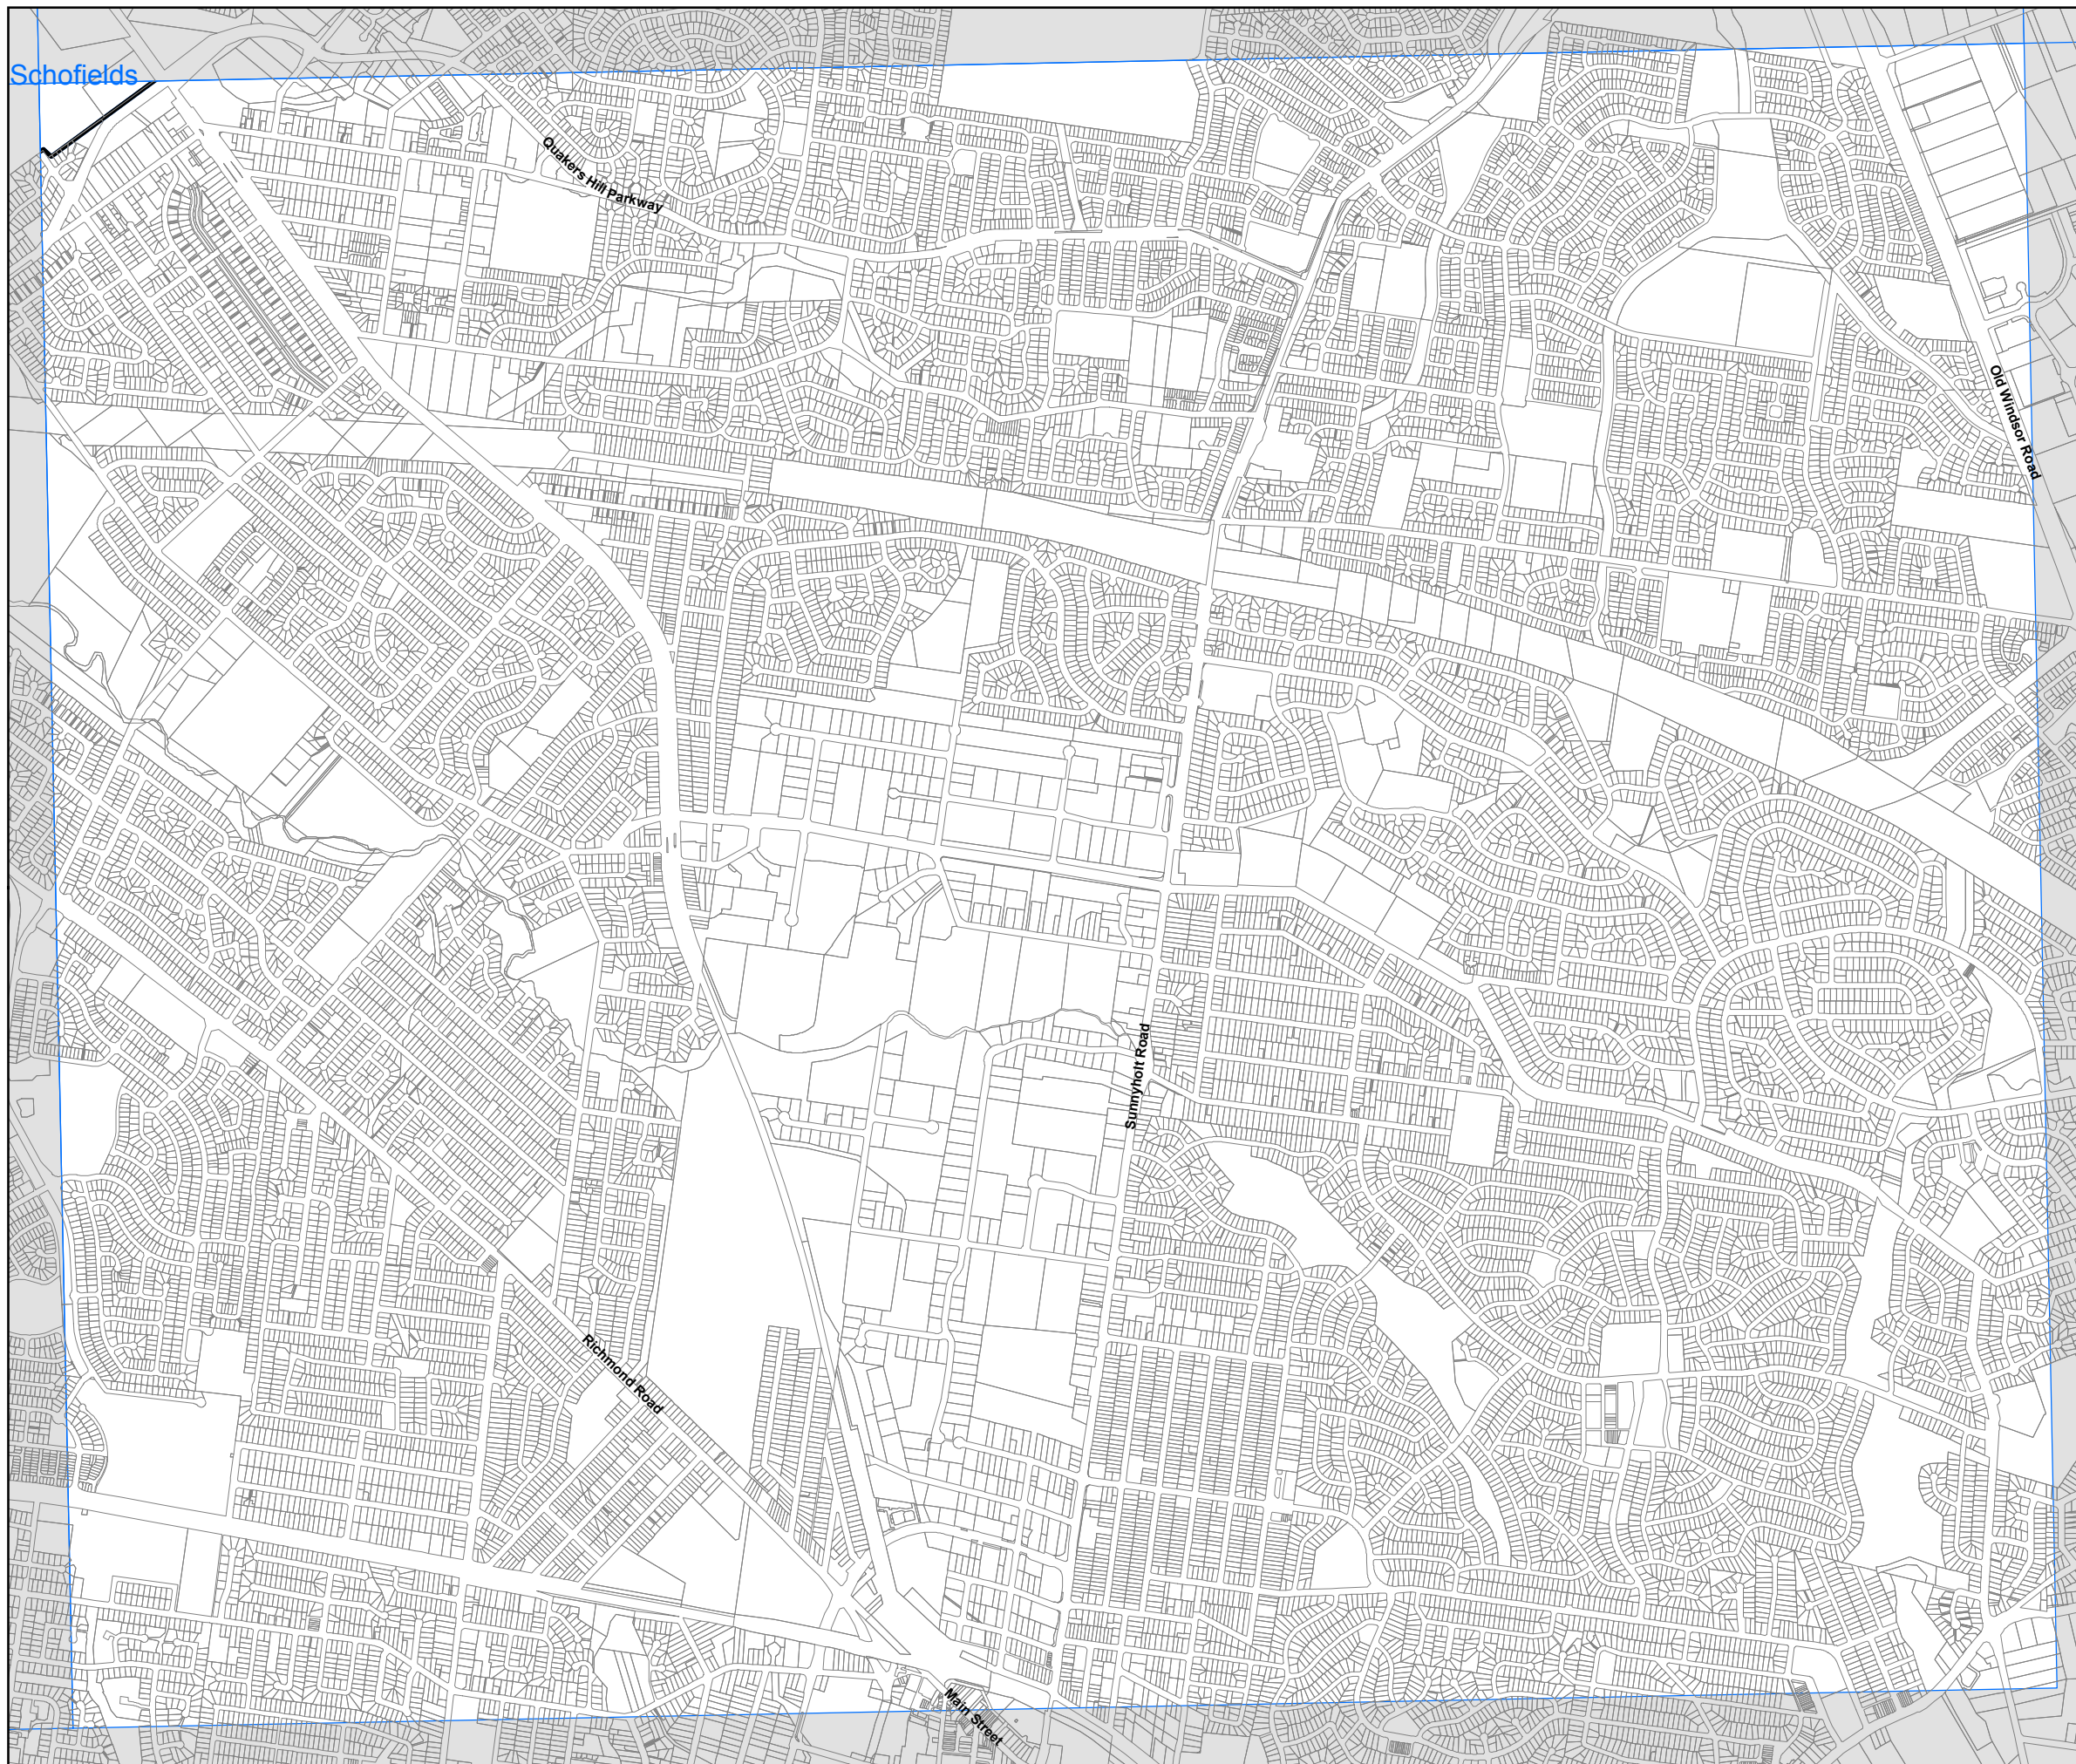 Schofields
Quakers Hill Parkway
Old Windsor Road
Sunnyholt Road
Richmond Road
Main Street